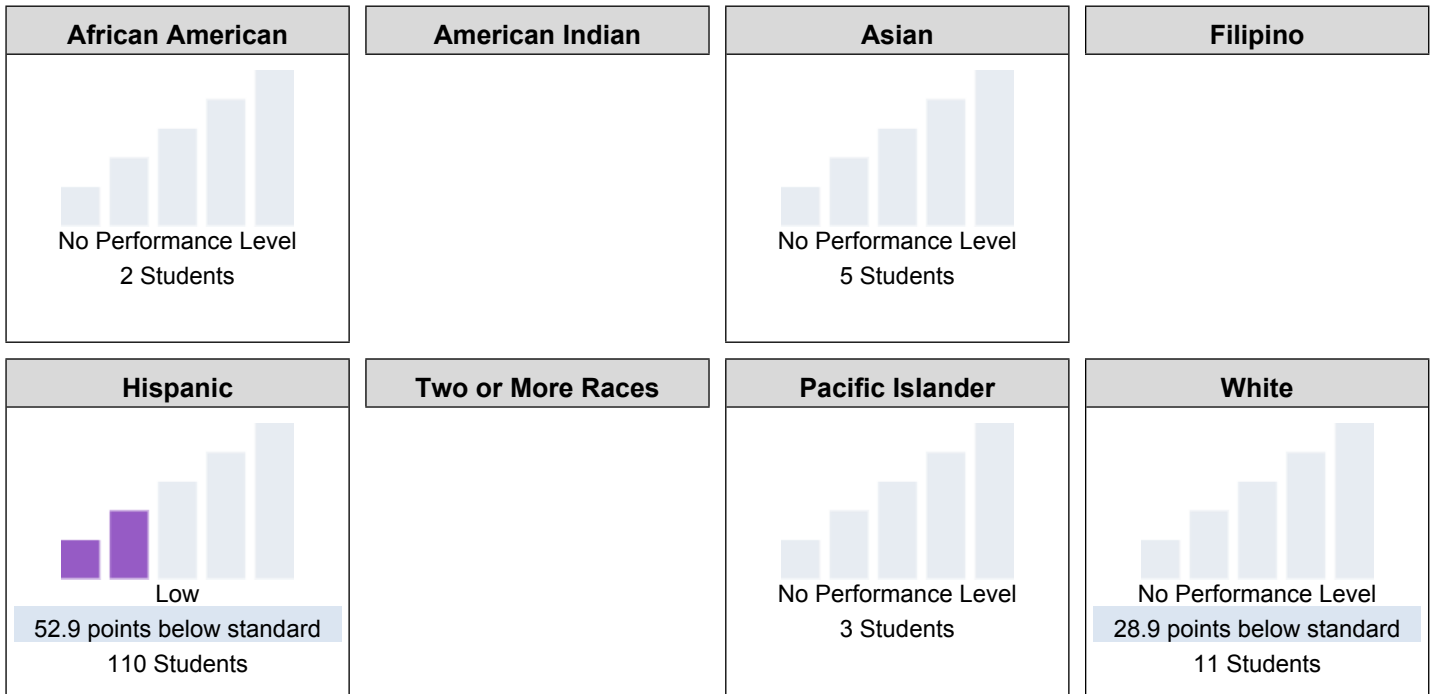 African American
No Performance Level
2 Students
American Indian
Asian
No Performance Level
5 Students
Filipino
Hispanic
Low
52.9 points below standard
110 Students
Two or More Races
Pacific Islander
No Performance Level
3 Students
White
No Performance Level
28.9 points below standard
11 Students